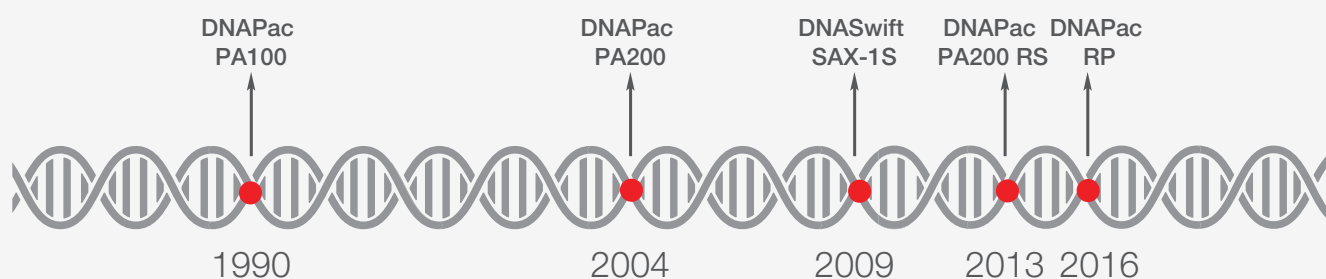 DNAPac
PA100
DNAPac
PA200
DNASwift
SAX-1S
DNAPac
PA200 RS
DNAPac
RP
1990
2004
2009
2013
2016